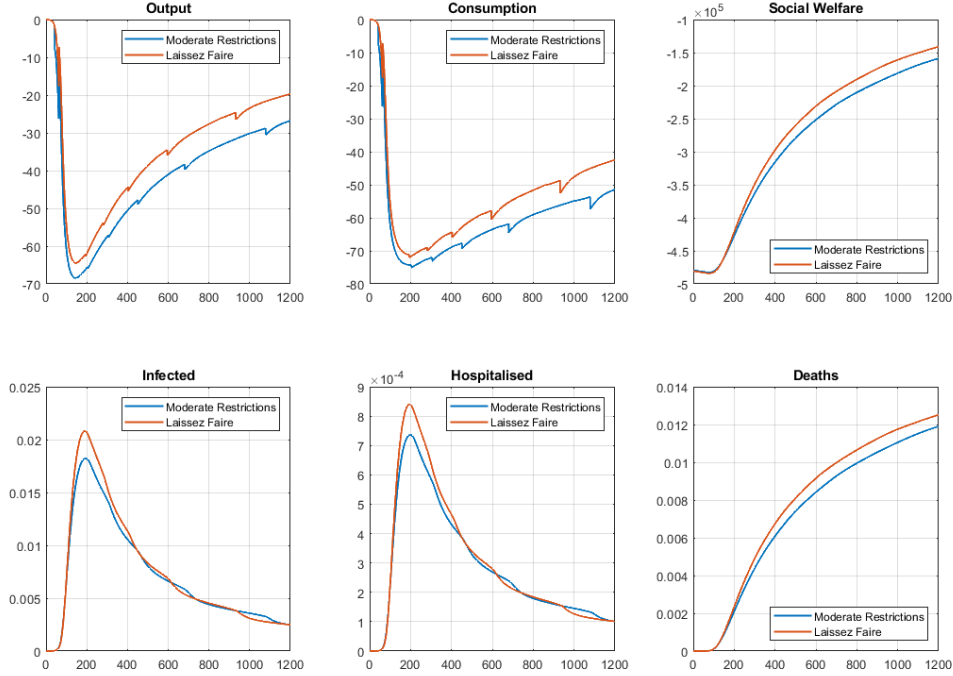 Output
0
-10
-20
-30
-40
-50
-60
-70
0 200 400 600 800 1000 1200
Moderate Restrictions
Laissez Faire
Consumption
0
-10
-20
-30
-40
-50
-60
-70
-80
0 200 400 600 800 1000 1200
Moderate Restrictions
Laissez Faire
Social Welfare
×10⁵
-1
-1.5
-2
-2.5
-3
-3.5
-4
-4.5
-5
0 200 400 600 800 1000 1200
Moderate Restrictions
Laissez Faire
Infected
0.025
0.02
0.015
0.01
0.005
0
0 200 400 600 800 1000 1200
Moderate Restrictions
Laissez Faire
Hospitalised
×10⁻⁴
9
8
7
6
5
4
3
2
1
0
0 200 400 600 800 1000 1200
Moderate Restrictions
Laissez Faire
Deaths
0.014
0.012
0.01
0.008
0.006
0.004
0.002
0
0 200 400 600 800 1000 1200
Moderate Restrictions
Laissez Faire